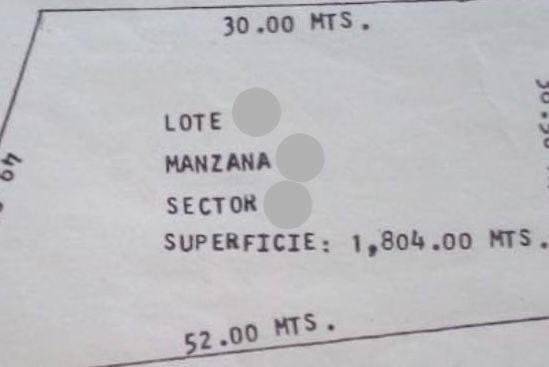 30.00 MTS.
LOTE
MANZANA
SECTOR
SUPERFICIE: 1,804.00 MTS.
52.00 MTS.